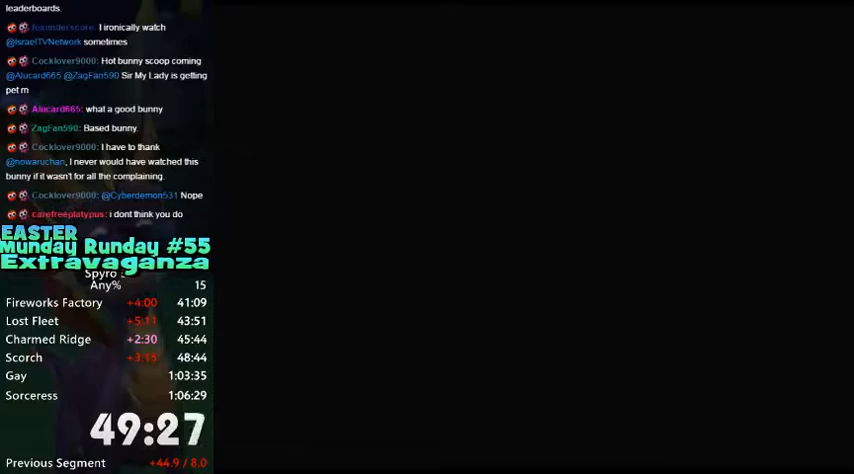 leaderboards.
foxunderscore: I ironically watch
@IsraelTVNetwork sometimes
Cocklover9000: Hot bunny scoop coming
@Alucard665 @ZagFan590 Sir My Lady is getting
pet rn
Alucard665: what a good bunny
ZagFan590: Based bunny.
Cocklover9000: I have to thank
@nowaruchan, I never would have watched this
bunny if it wasn't for all the complaining.
Cocklover9000: @Cyberdemon531 Nope
carefreeplatypus: i dont think you do
EASTER
Munday Runday #55
Extravaganza
Spyro
Any% 15
Fireworks Factory +4:00 41:09
Lost Fleet +5:11 43:51
Charmed Ridge +2:30 45:44
Scorch +3:15 48:44
Gay 1:03:35
Sorceress 1:06:29
49:27
Previous Segment +44.9 / 8.0